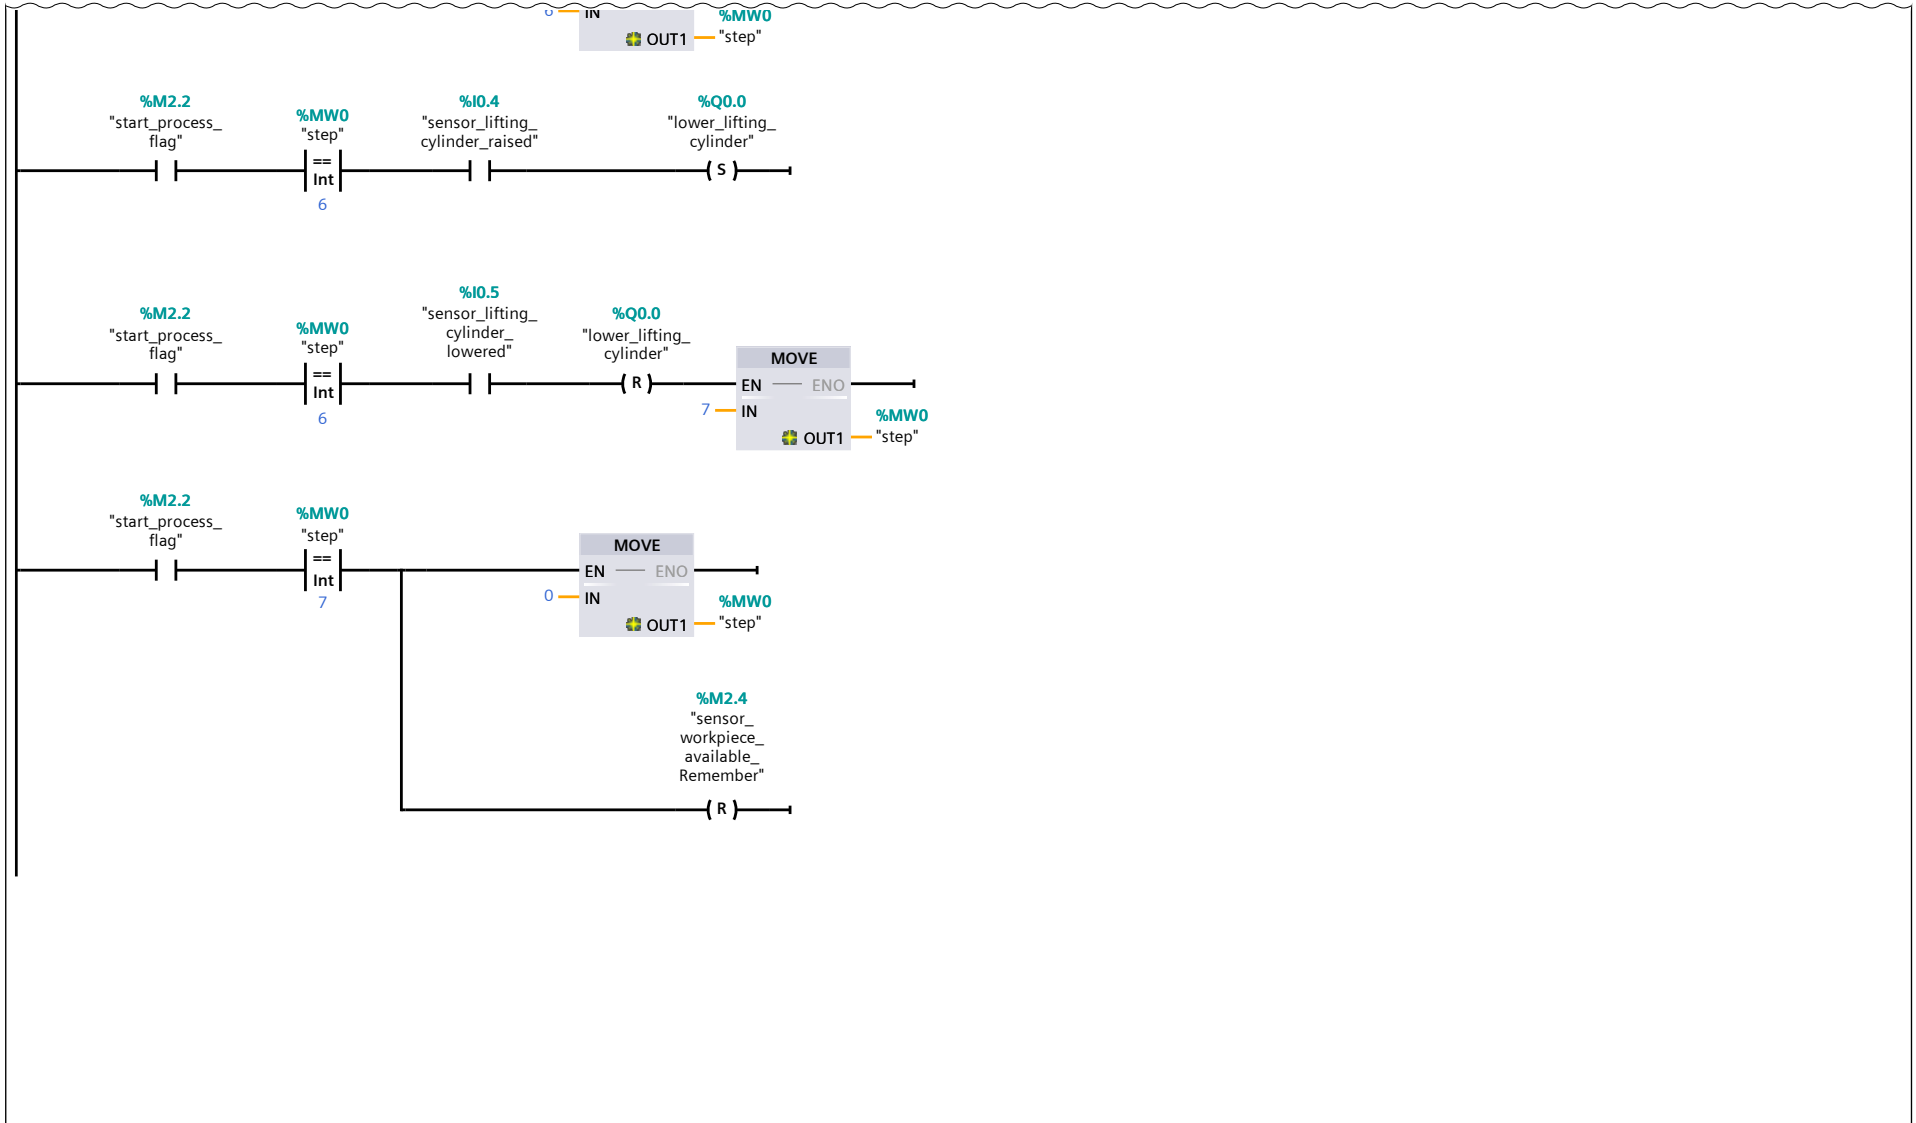 IN
%MW0
OUT1
"step"
%M2.2
"start_process_
flag"
%MW0
"step"
==
Int
6
%I0.4
"sensor_lifting_
cylinder_raised"
%Q0.0
"lower_lifting_
cylinder"
( S )
%M2.2
"start_process_
flag"
%MW0
"step"
==
Int
6
%I0.5
"sensor_lifting_
cylinder_
lowered"
%Q0.0
"lower_lifting_
cylinder"
( R )
MOVE
EN
ENO
7
IN
%MW0
OUT1
"step"
%M2.2
"start_process_
flag"
%MW0
"step"
==
Int
7
MOVE
EN
ENO
0
IN
%MW0
OUT1
"step"
%M2.4
"sensor_
workpiece_
available_
Remember"
( R )